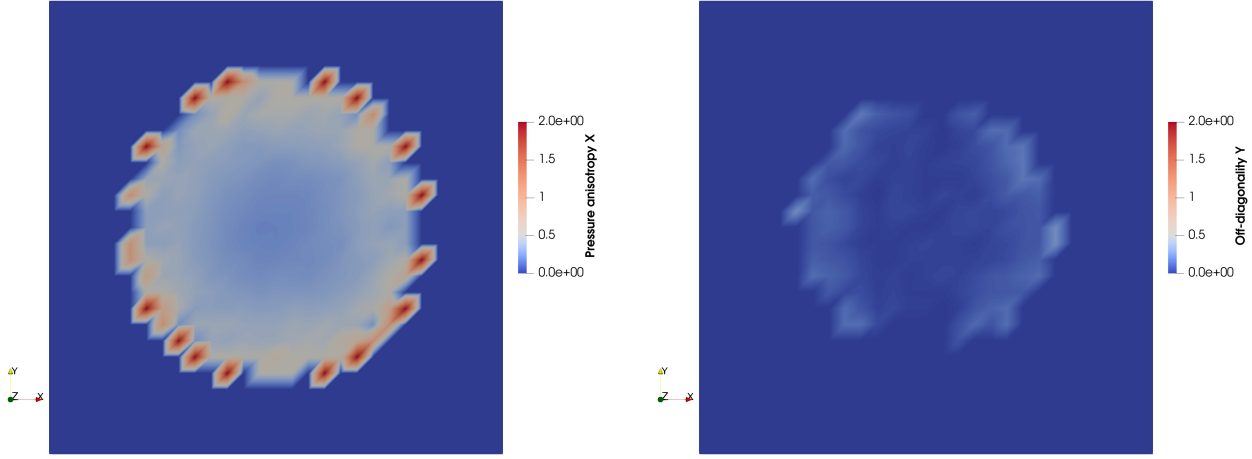 2.0e+00
1.5
1
0.5
0.0e+00
Pressure anisotropy X
Y
Z
X
2.0e+00
1.5
1
0.5
0.0e+00
Off-diagonality Y
Y
Z
X